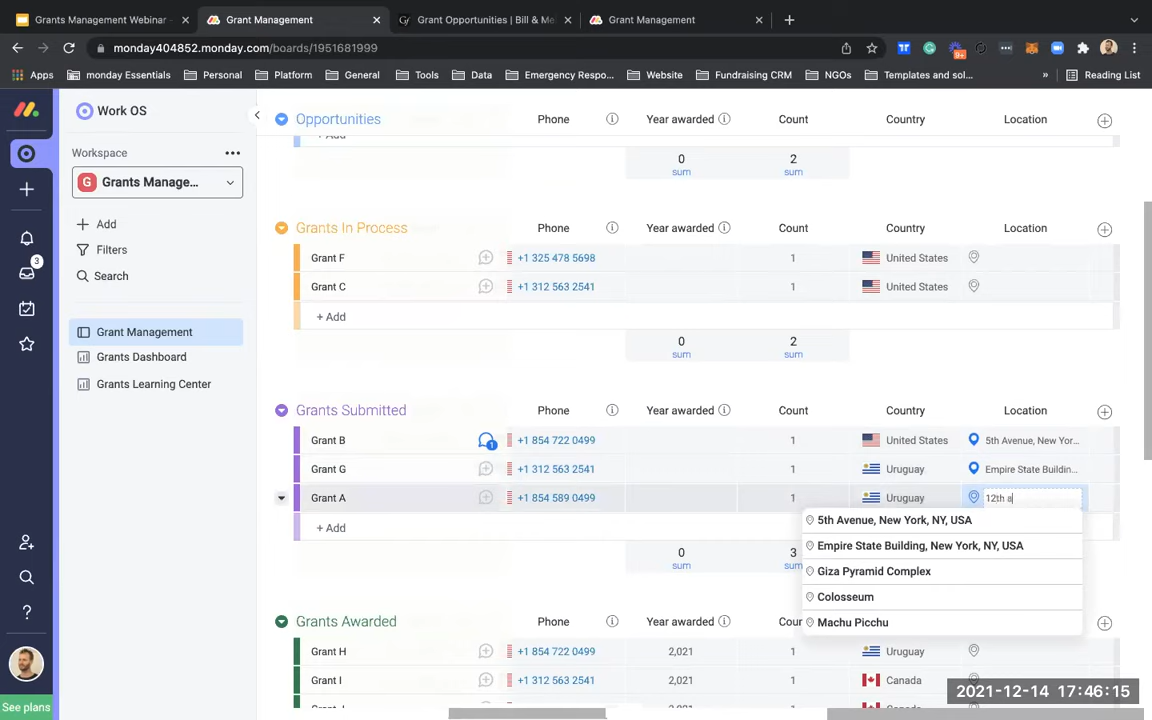 Grants Management Webinar
Grant Management
Grant Opportunities | Bill & Me
Grant Management
monday404852.monday.com/boards/1951681999
Apps
monday Essentials
Personal
Platform
General
Tools
Data
Emergency Respo...
Website
Fundraising CRM
NGOs
Templates and sol...
»
Reading List
9+
Work OS
Workspace
G Grants Manage...
Add
Filters
Search
3
Grant Management
Grants Dashboard
Grants Learning Center
See plans
Opportunities Phone Year awarded Count Country Location
+ Add
0 2
sum sum
Grants In Process Phone Year awarded Count Country Location
Grant F +1 325 478 5698 1 United States
Grant C +1 312 563 2541 1 United States
+ Add
0 2
sum sum
Grants Submitted Phone Year awarded Count Country Location
Grant B 1 +1 854 722 0499 1 United States 5th Avenue, New Yor...
Grant G +1 312 563 2541 1 Uruguay Empire State Buildin...
Grant A +1 854 589 0499 1 Uruguay 12th a
+ Add
0 3
sum sum
5th Avenue, New York, NY, USA
Empire State Building, New York, NY, USA
Giza Pyramid Complex
Colosseum
Machu Picchu
Grants Awarded Phone Year awarded Cour Location
Grant H +1 854 722 0499 2,021 1 Uruguay
Grant I +1 312 563 2541 2,021 1 Canada
2021-12-14 17:46:15